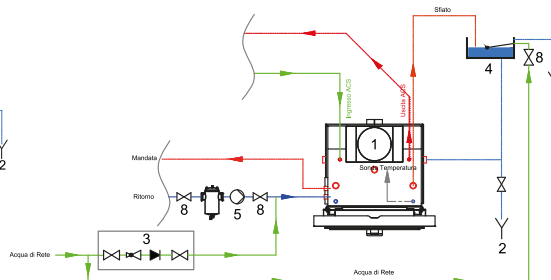 Sfiato
8
4
Ingresso ACS
Uscita ACS
1
Mandata
Sonda Temperatura
2
Ritorno
8
5
8
3
2
Acqua di Rete
Acqua di Rete